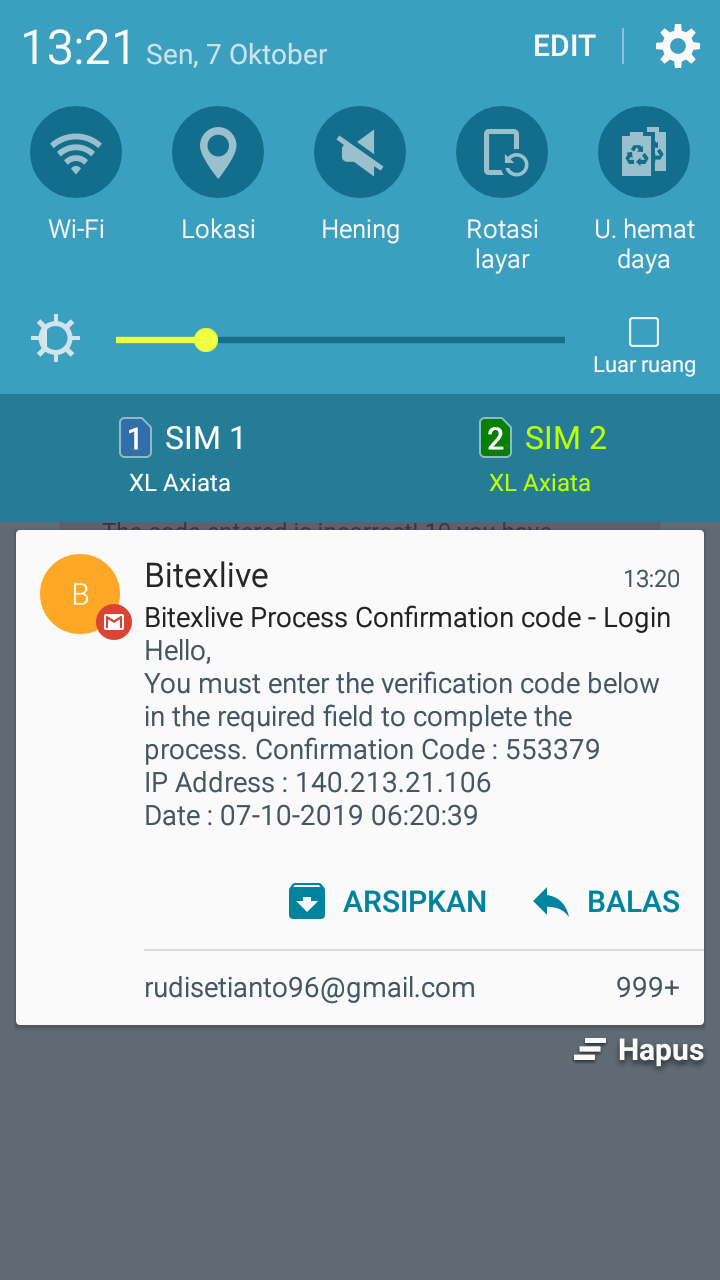 13:21 Sen, 7 Oktober EDIT
Wi-Fi Lokasi Hening Rotasi layar U. hemat daya
Luar ruang
1 SIM 1 2 SIM 2
XL Axiata XL Axiata
The code entered is incorrect! 10 you have
B Bitexlive 13:20
Bitexlive Process Confirmation code - Login
Hello,
You must enter the verification code below
in the required field to complete the
process. Confirmation Code : 553379
IP Address : 140.213.21.106
Date : 07-10-2019 06:20:39
ARSIPKAN BALAS
rudisetianto96@gmail.com 999+
Hapus